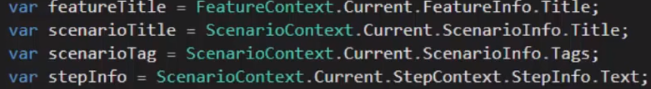 var featureTitle = FeatureContext.Current.FeatureInfo.Title;
var scenarioTitle = ScenarioContext.Current.ScenarioInfo.Title;
var scenarioTag = ScenarioContext.Current.ScenarioInfo.Tags;
var stepInfo = ScenarioContext.Current.StepContext.StepInfo.Text;